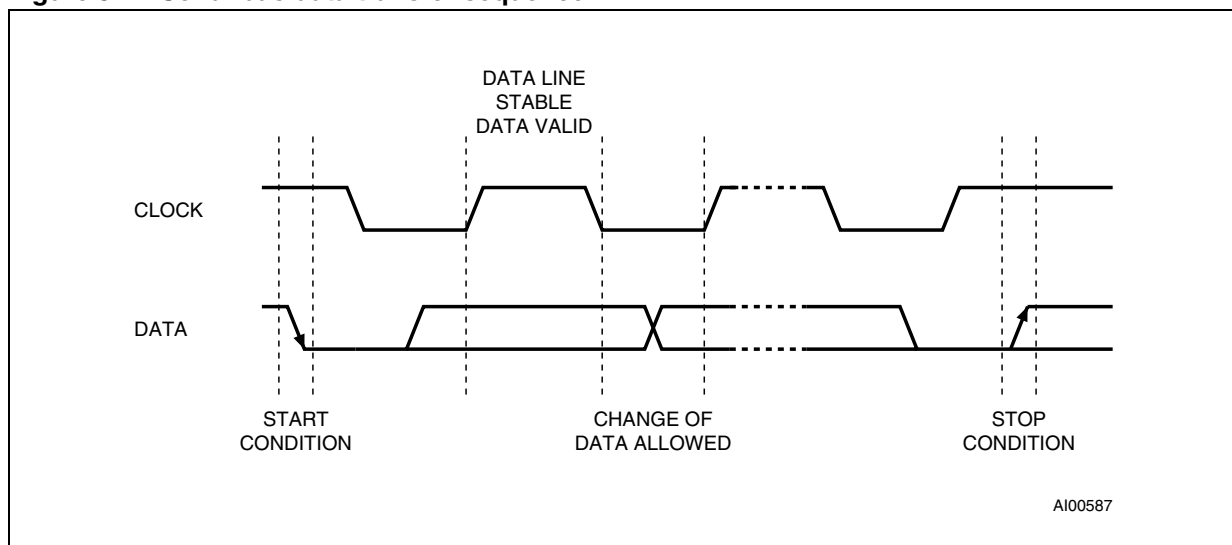 DATA LINE
STABLE
DATA VALID
CLOCK
DATA
START
CONDITION
CHANGE OF
DATA ALLOWED
STOP
CONDITION
AI00587